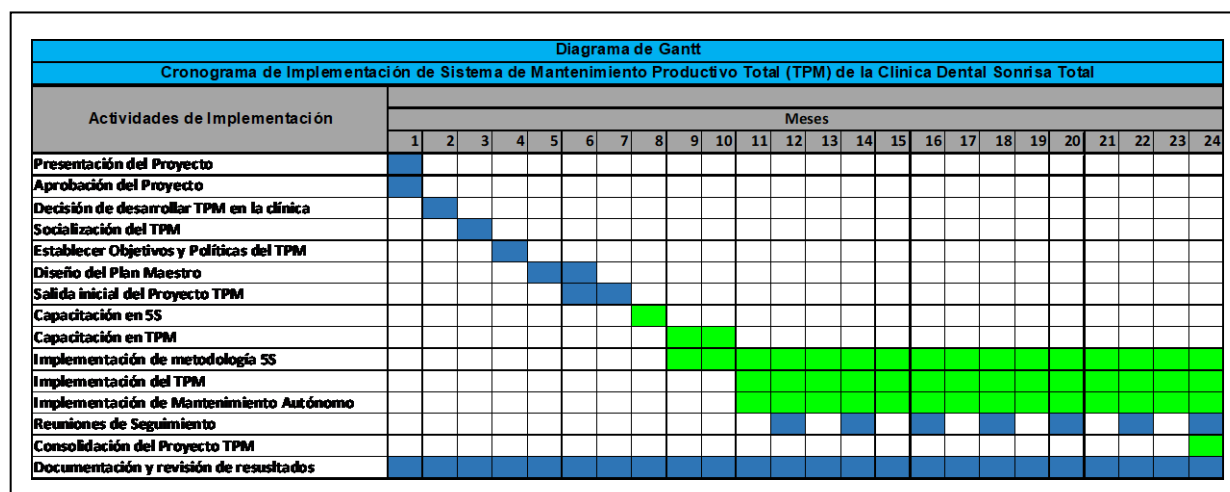 Diagrama de Gantt
Cronograma de Implementación de Sistema de Mantenimiento Productivo Total (TPM) de la Clinica Dental Sonrisa Total
Actividades de Implementación
Meses
1 2 3 4 5 6 7 8 9 10 11 12 13 14 15 16 17 18 19 20 21 22 23 24
Presentación del Proyecto
Aprobación del Proyecto
Decisión de desarrollar TPM en la clínica
Socialización del TPM
Establecer Objetivos y Políticas del TPM
Diseño del Plan Maestro
Salida inicial del Proyecto TPM
Capacitación en 5S
Capacitación en TPM
Implementación de metodología 5S
Implementación del TPM
Implementación de Mantenimiento Autónomo
Reuniones de Seguimiento
Consolidación del Proyecto TPM
Documentación y revisión de resusltados